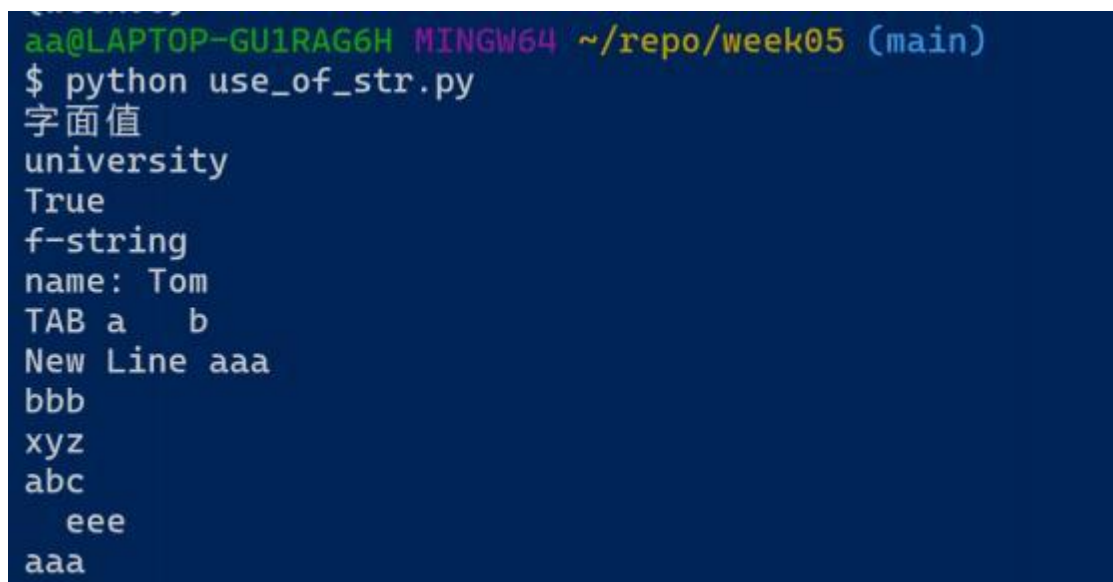 aa@LAPTOP-GU1RAG6H MINGW64 ~/repo/week05 (main)
$ python use_of_str.py
字面值
university
True
f-string
name: Tom
TAB a   b
New Line aaa
bbb
xyz
abc
  eee
aaa